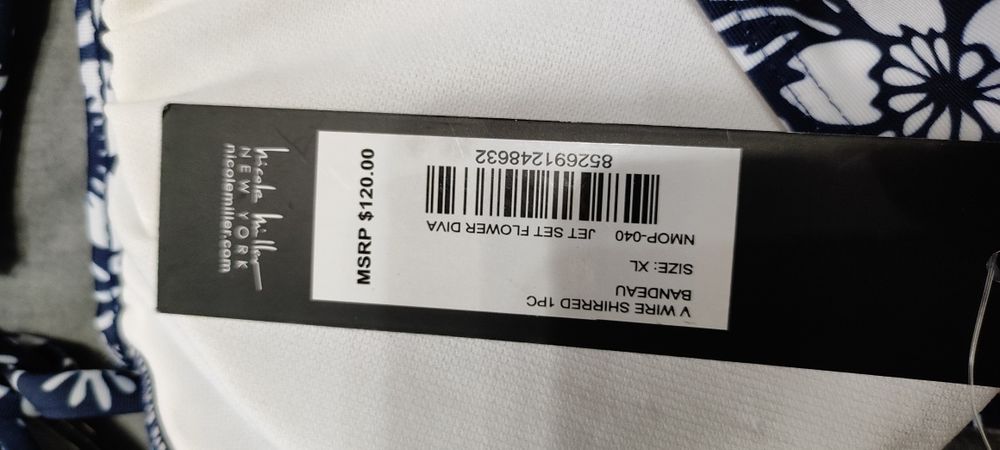 nicole miller
NEW YORK
nicolemiller.com
MSRP $120.00
V WIRE SHIRRED 1PC
BANDEAU
SIZE: XL
NMOP-040 JET SET FLOWER DIVA
852691248632